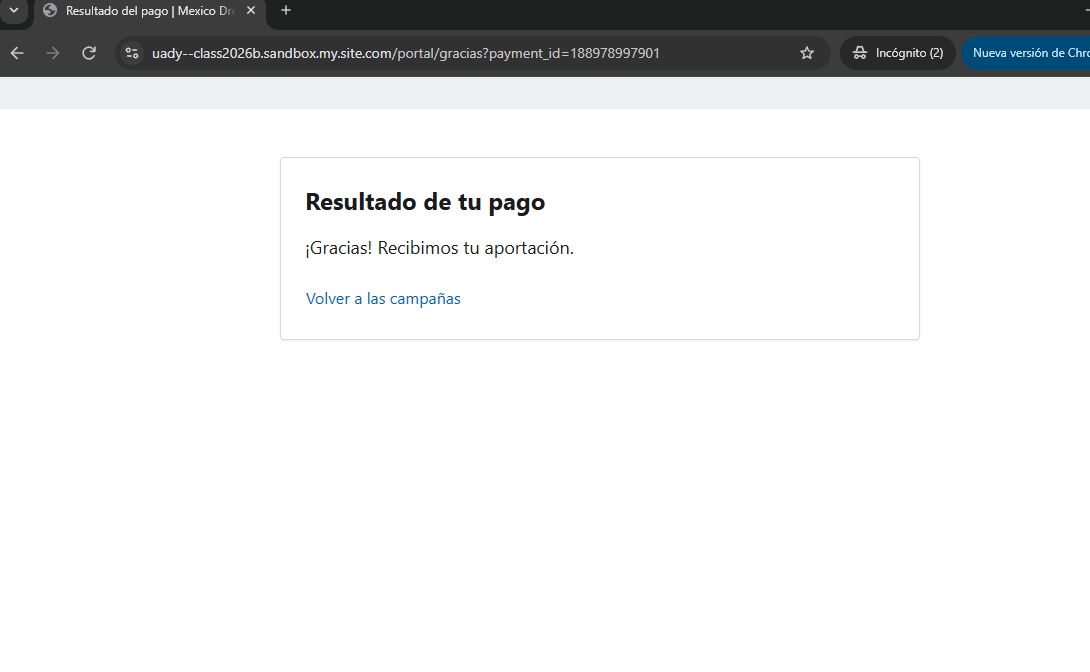 Resultado del pago | Mexico Dr
uady--class2026b.sandbox.my.site.com/portal/gracias?payment_id=188978997901
Incógnito (2)
Nueva versión de Chr
Resultado de tu pago
¡Gracias! Recibimos tu aportación.
Volver a las campañas